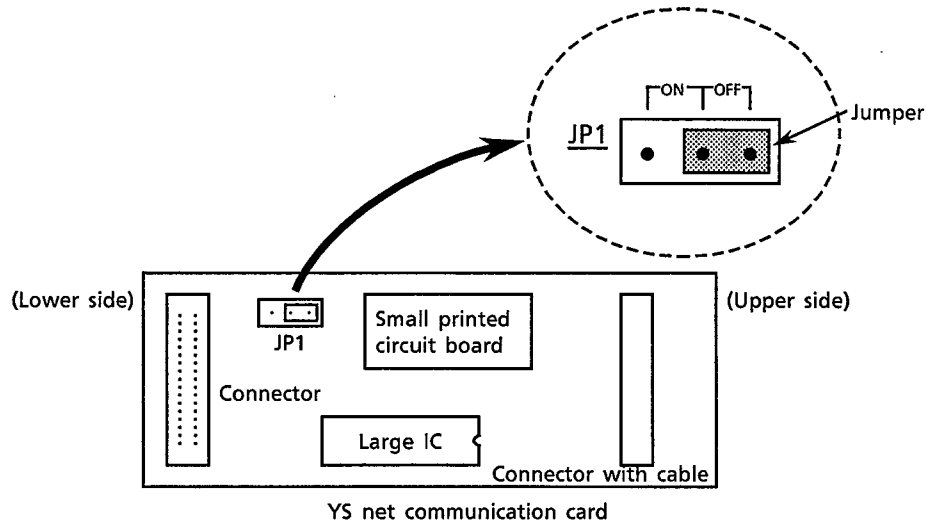 ON OFF
Jumper
JP1
(Lower side)
(Upper side)
Small printed
circuit board
JP1
Connector
Large IC
Connector with cable
YS net communication card